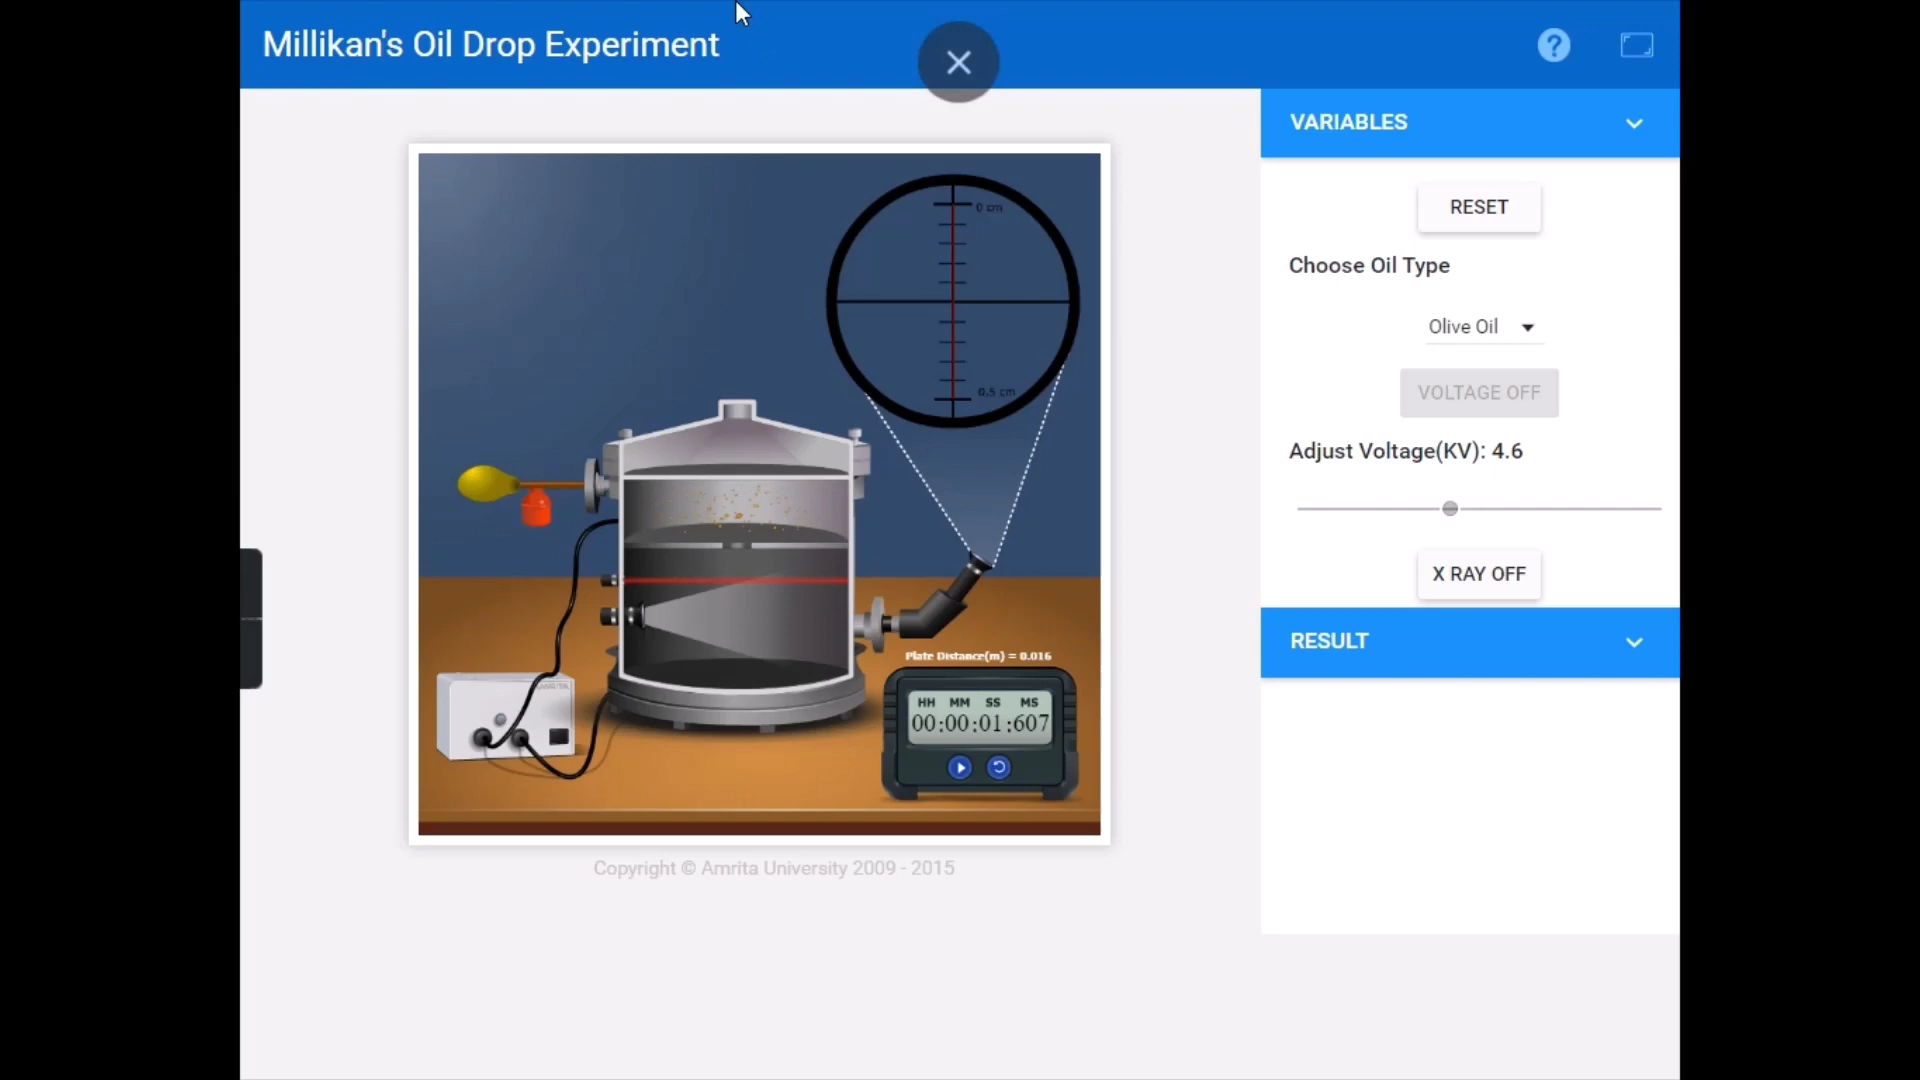 Millikan's Oil Drop Experiment
?
VARIABLES
RESET
Choose Oil Type
Olive Oil
VOLTAGE OFF
Adjust Voltage(KV): 4.6
X RAY OFF
RESULT
0 cm
0.5 cm
Plate Distance(m) = 0.016
HH MM SS MS
00:00:01:607
Copyright © Amrita University 2009 - 2015